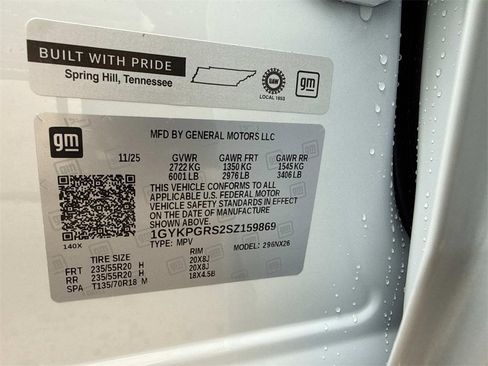 BUILT WITH PRIDE
Spring Hill, Tennessee
UAW
LOCAL 1853
gm
gm
MFD BY GENERAL MOTORS LLC
11/25 GVWR GAWR FRT GAWR RR
2722 KG 1350 KG 1545 KG
6001 LB 2976 LB 3406 LB
THIS VEHICLE CONFORMS TO ALL
APPLICABLE U.S. FEDERAL MOTOR
VEHICLE SAFETY STANDARDS IN EFFECT
ON THE DATE OF MANUFACTURE
SHOWN ABOVE.
1GYKPGRS2SZ159869
TYPE: MPV MODEL: 296NX26
140X
TIRE SIZE RIM
FRT 235/55R20 H 20X8J
RR 235/55R20 H 20X8J
SPA T135/70R18 M 18X4.5B